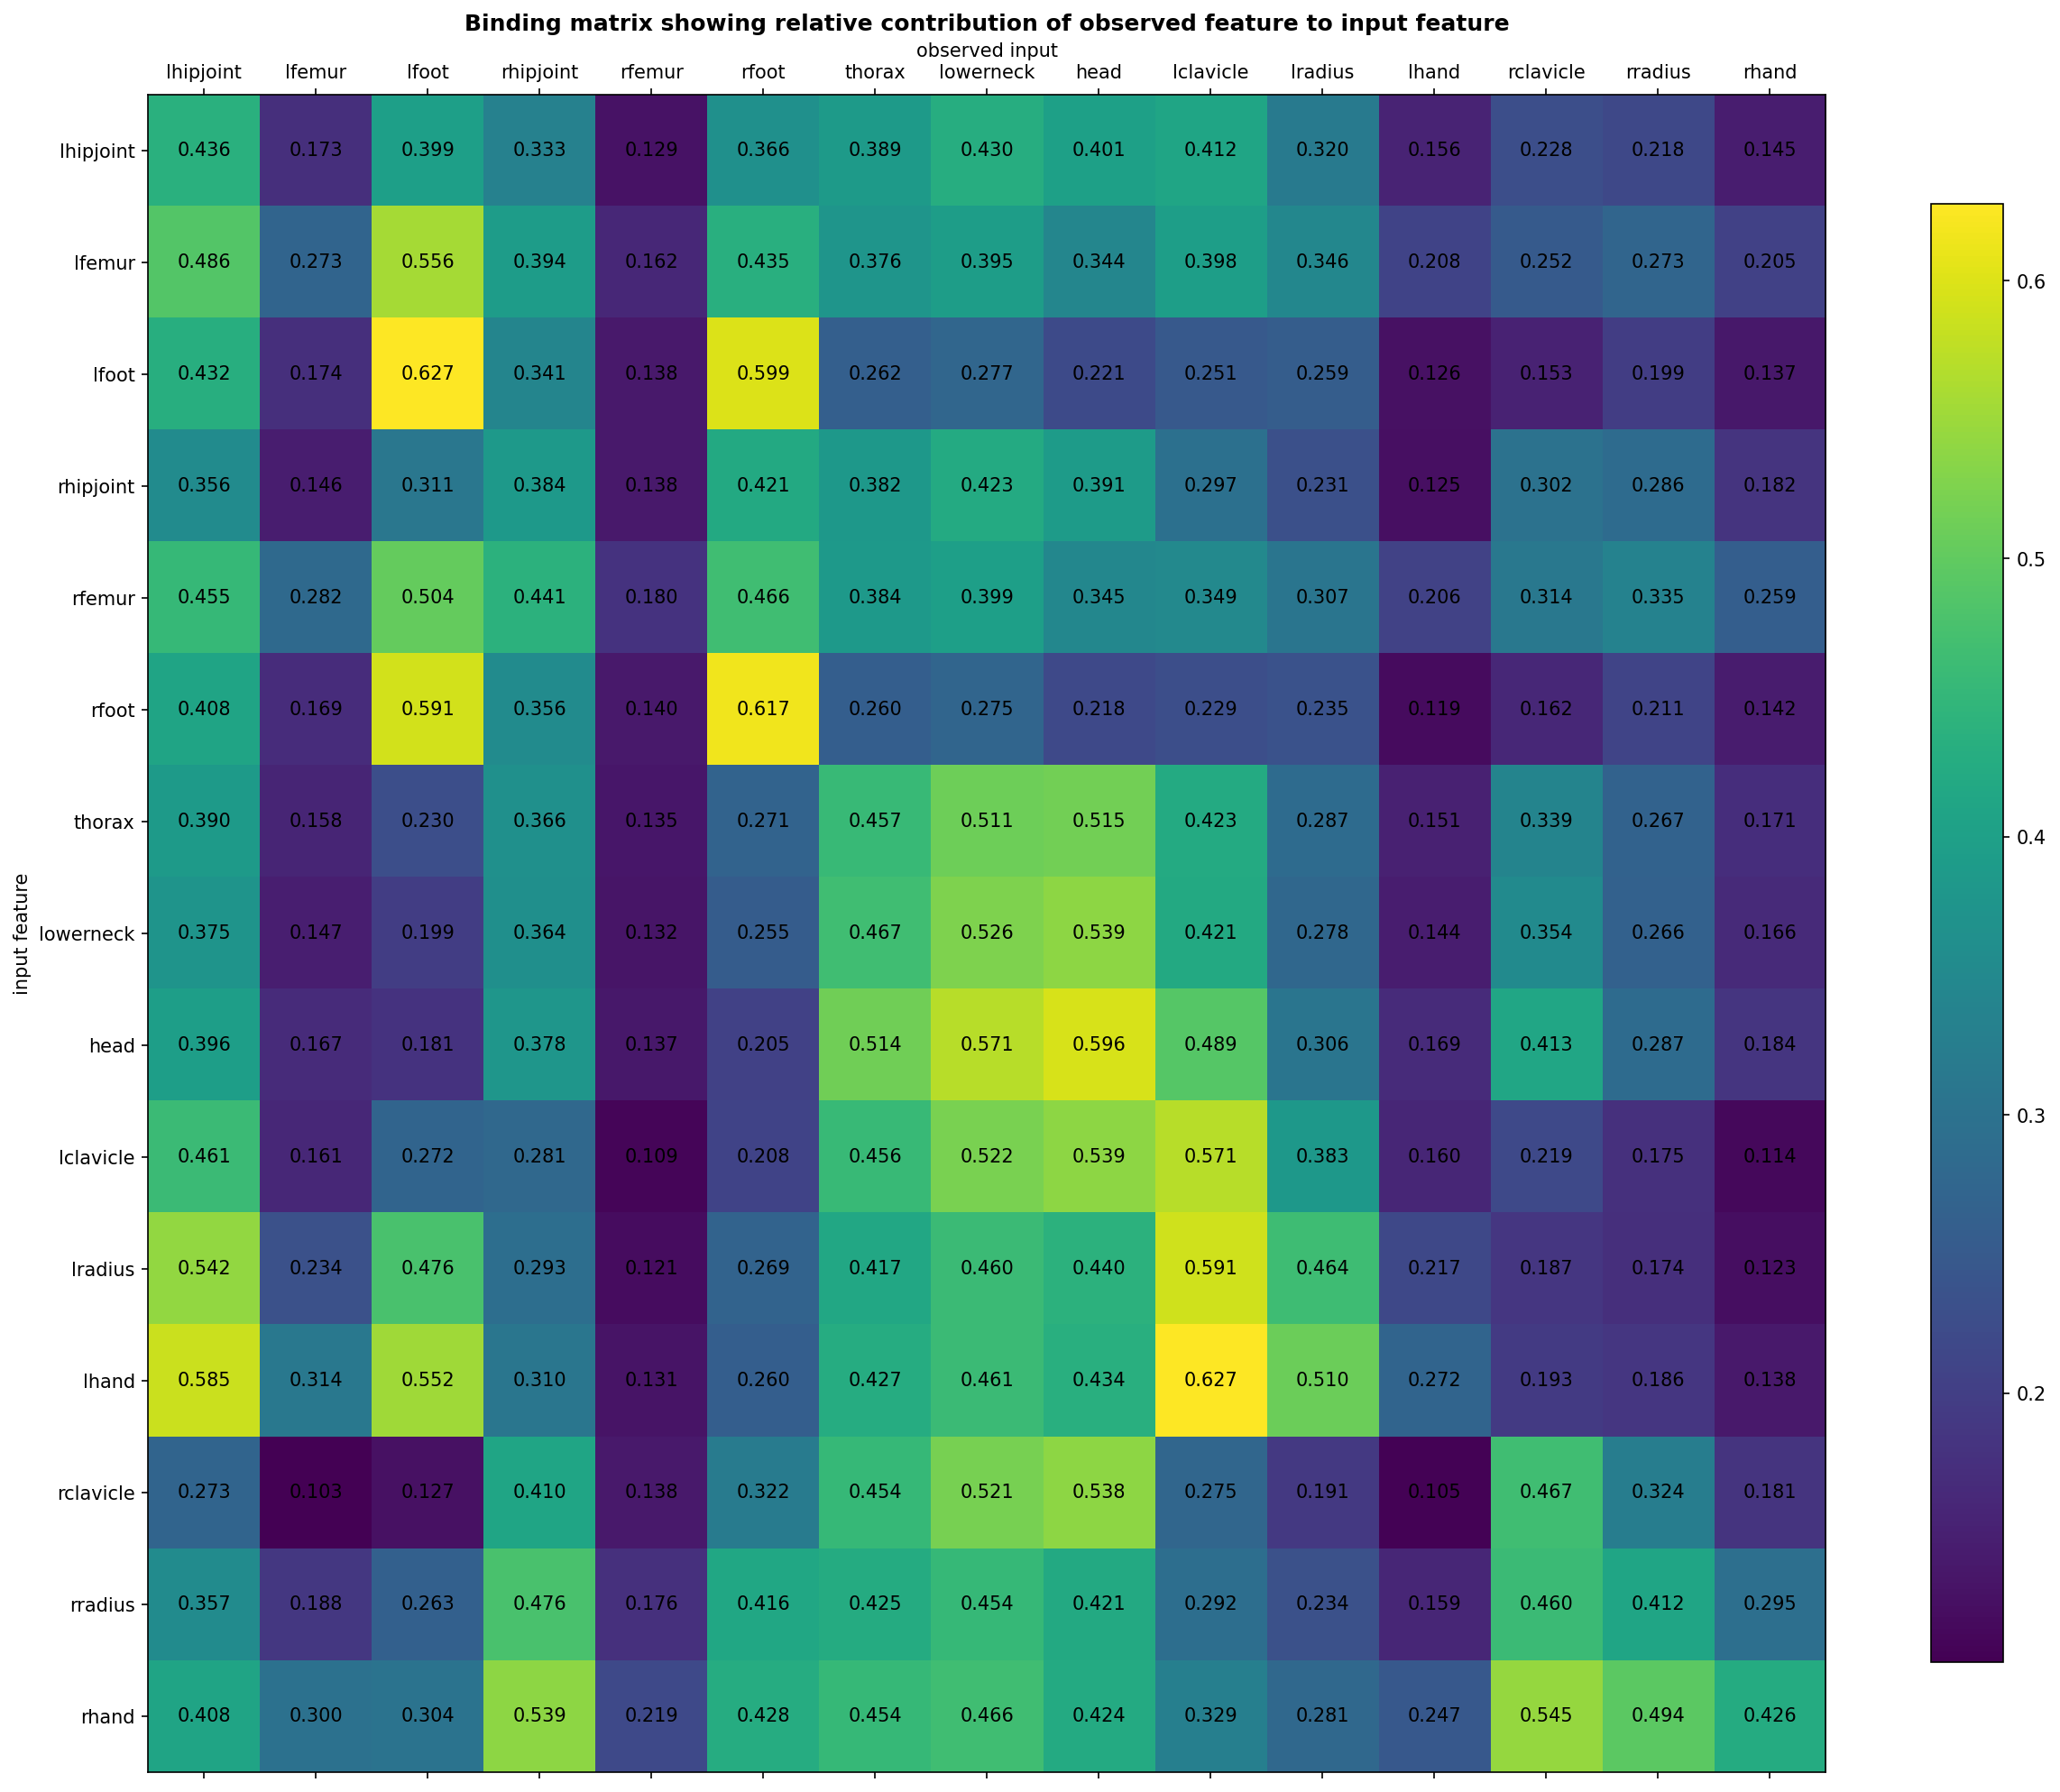 Binding matrix showing relative contribution of observed feature to input feature
observed input
lhipjoint lfemur lfoot rhipjoint rfemur rfoot thorax lowerneck head lclavicle lradius lhand rclavicle rradius rhand
lhipjoint 0.436 0.173 0.399 0.333 0.129 0.366 0.389 0.430 0.401 0.412 0.320 0.156 0.228 0.218 0.145
lfemur 0.486 0.273 0.556 0.394 0.162 0.435 0.376 0.395 0.344 0.398 0.346 0.208 0.252 0.273 0.205
lfoot 0.432 0.174 0.627 0.341 0.138 0.599 0.262 0.277 0.221 0.251 0.259 0.126 0.153 0.199 0.137
rhipjoint 0.356 0.146 0.311 0.384 0.138 0.421 0.382 0.423 0.391 0.297 0.231 0.125 0.302 0.286 0.182
rfemur 0.455 0.282 0.504 0.441 0.180 0.466 0.384 0.399 0.345 0.349 0.307 0.206 0.314 0.335 0.259
rfoot 0.408 0.169 0.591 0.356 0.140 0.617 0.260 0.275 0.218 0.229 0.235 0.119 0.162 0.211 0.142
thorax 0.390 0.158 0.230 0.366 0.135 0.271 0.457 0.511 0.515 0.423 0.287 0.151 0.339 0.267 0.171
lowerneck 0.375 0.147 0.199 0.364 0.132 0.255 0.467 0.526 0.539 0.421 0.278 0.144 0.354 0.266 0.166
head 0.396 0.167 0.181 0.378 0.137 0.205 0.514 0.571 0.596 0.489 0.306 0.169 0.413 0.287 0.184
lclavicle 0.461 0.161 0.272 0.281 0.109 0.208 0.456 0.522 0.539 0.571 0.383 0.160 0.219 0.175 0.114
lradius 0.542 0.234 0.476 0.293 0.121 0.269 0.417 0.460 0.440 0.591 0.464 0.217 0.187 0.174 0.123
lhand 0.585 0.314 0.552 0.310 0.131 0.260 0.427 0.461 0.434 0.627 0.510 0.272 0.193 0.186 0.138
rclavicle 0.273 0.103 0.127 0.410 0.138 0.322 0.454 0.521 0.538 0.275 0.191 0.105 0.467 0.324 0.181
rradius 0.357 0.188 0.263 0.476 0.176 0.416 0.425 0.454 0.421 0.292 0.234 0.159 0.460 0.412 0.295
rhand 0.408 0.300 0.304 0.539 0.219 0.428 0.454 0.466 0.424 0.329 0.281 0.247 0.545 0.494 0.426
input feature
0.6
0.5
0.4
0.3
0.2